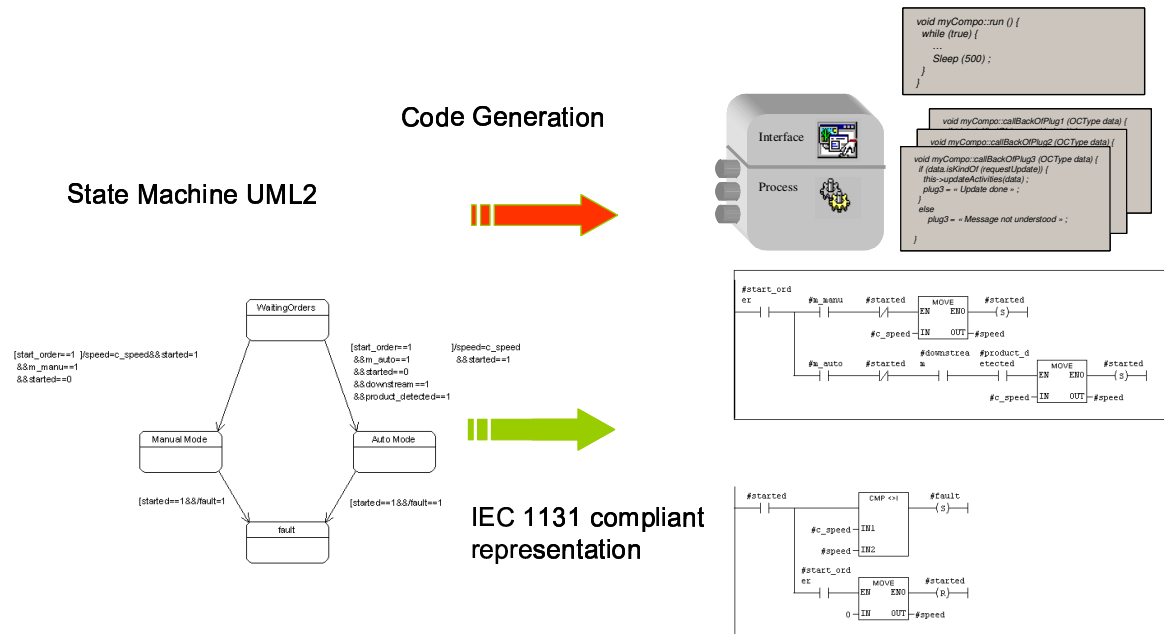 void myCompo::run () {
while (true) {
...
Sleep (500) ;
}
}
Code Generation
void myCompo::callBackOfPlug1 (OCType data) {
void myCompo::callBackOfPlug2 (OCType data) {
void myCompo::callBackOfPlug3 (OCType data) {
if (data.isKindOf (requestUpdate)) {
this->updateActivities(data) ;
plug3 = « Update done » ;
}
else
plug3 = « Message not understood » ;
}
Interface
Process
State Machine UML2
WaitingOrders
[start_order==1 ]/speed=c_speed&&started=1
&&m_manu==1
&&started==0
[start_order==1 ]/speed=c_speed
&&m_auto==1 &&started==1
&&started==0
&&downstream==1
&&product_detected==1
Manual Mode
Auto Mode
[started==1&&/fault=1
[started==1&&/fault==1
fault
#start_ord
er
#m_manu
#started
MOVE
EN ENO
#started
(S)
#c_speed
IN OUT
#speed
#m_auto
#started
#downstrea
m
#product_d
etected
MOVE
EN ENO
#started
(S)
#c_speed
IN OUT
#speed
IEC 1131 compliant
representation
#started
CMP <>I
#fault
(S)
#c_speed
IN1
#speed
IN2
#start_ord
er
MOVE
EN ENO
#started
(R)
0
IN OUT
#speed